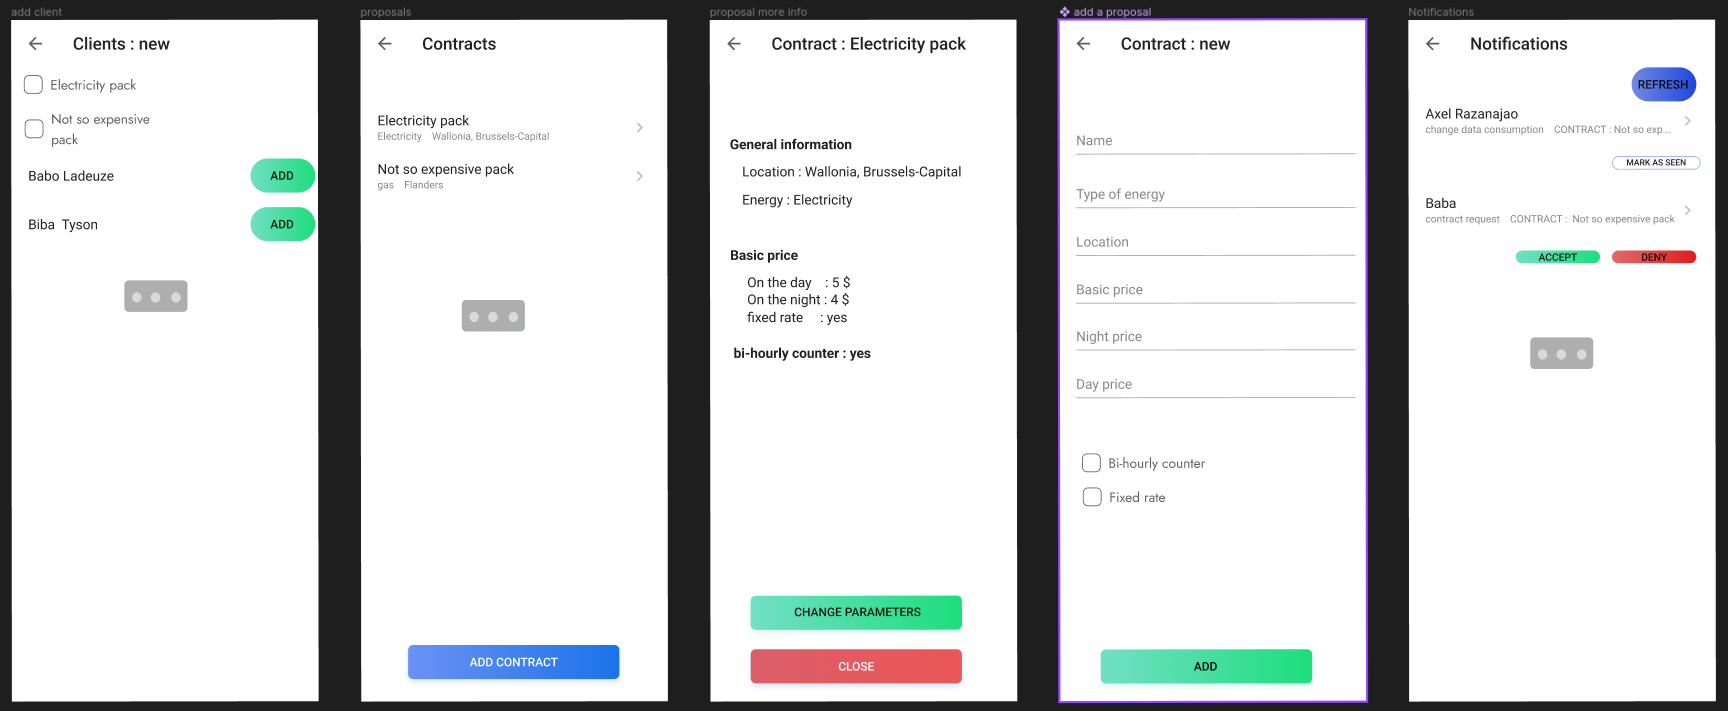 add client
Clients : new
Electricity pack
Not so expensive
pack
Babo Ladeuze
ADD
Biba Tyson
ADD
proposals
Contracts
Electricity pack
Electricity Wallonia, Brussels-Capital
Not so expensive pack
gas Flanders
ADD CONTRACT
proposal more info
Contract : Electricity pack
General information
Location : Wallonia, Brussels-Capital
Energy : Electricity
Basic price
On the day : 5 $
On the night : 4 $
fixed rate : yes
bi-hourly counter : yes
CHANGE PARAMETERS
CLOSE
add a proposal
Contract : new
Name
Type of energy
Location
Basic price
Night price
Day price
Bi-hourly counter
Fixed rate
ADD
Notifications
Notifications
REFRESH
Axel Razanajao
change data consumption CONTRACT : Not so exp...
MARK AS SEEN
Baba
contract request CONTRACT : Not so expensive pack
ACCEPT
DENY